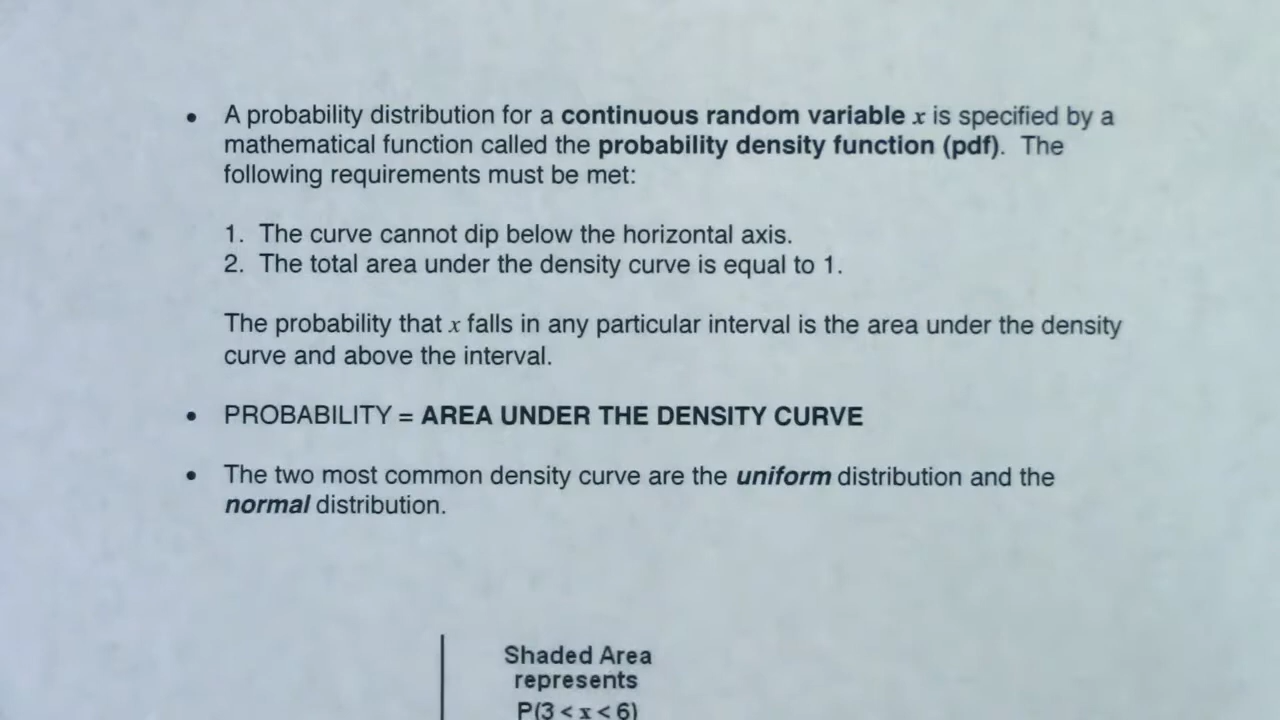 • A probability distribution for a continuous random variable x is specified by a
mathematical function called the probability density function (pdf). The
following requirements must be met:
1. The curve cannot dip below the horizontal axis.
2. The total area under the density curve is equal to 1.
The probability that x falls in any particular interval is the area under the density
curve and above the interval.
• PROBABILITY = AREA UNDER THE DENSITY CURVE
• The two most common density curve are the uniform distribution and the
normal distribution.
Shaded Area
represents
P(3 < x < 6)